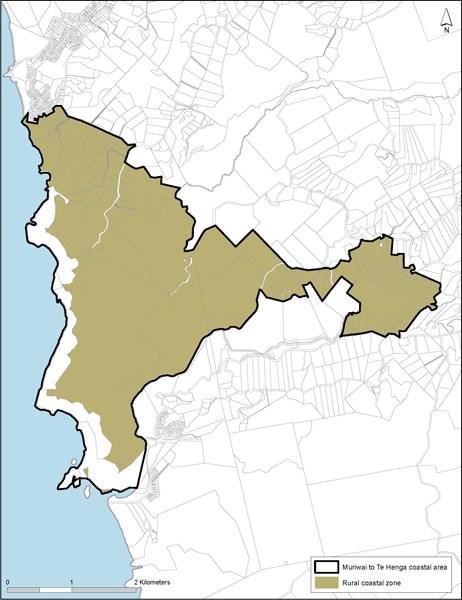 N
Muriwai to Te Henga coastal area
Rural coastal zone
0 1 2 Kilometers